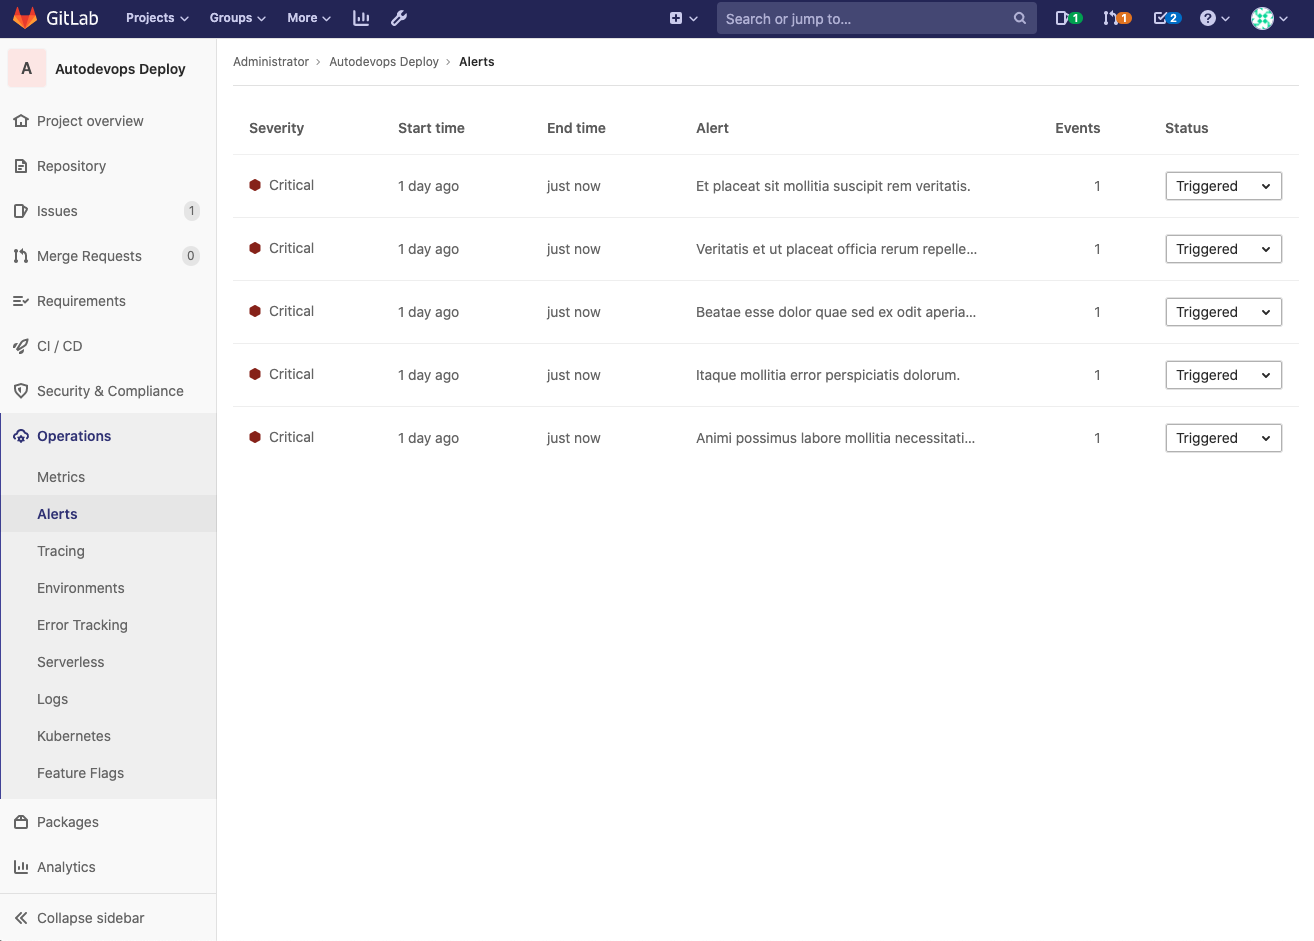 GitLab Projects Groups More Search or jump to... 1 1 2
A Autodevops Deploy
Project overview
Repository
Issues 1
Merge Requests 0
Requirements
CI / CD
Security & Compliance
Operations
Metrics
Alerts
Tracing
Environments
Error Tracking
Serverless
Logs
Kubernetes
Feature Flags
Packages
Analytics
Collapse sidebar
Administrator › Autodevops Deploy › Alerts
Severity Start time End time Alert Events Status
Critical 1 day ago just now Et placeat sit mollitia suscipit rem veritatis. 1 Triggered
Critical 1 day ago just now Veritatis et ut placeat officia rerum repelle... 1 Triggered
Critical 1 day ago just now Beatae esse dolor quae sed ex odit aperia... 1 Triggered
Critical 1 day ago just now Itaque mollitia error perspiciatis dolorum. 1 Triggered
Critical 1 day ago just now Animi possimus labore mollitia necessitati... 1 Triggered